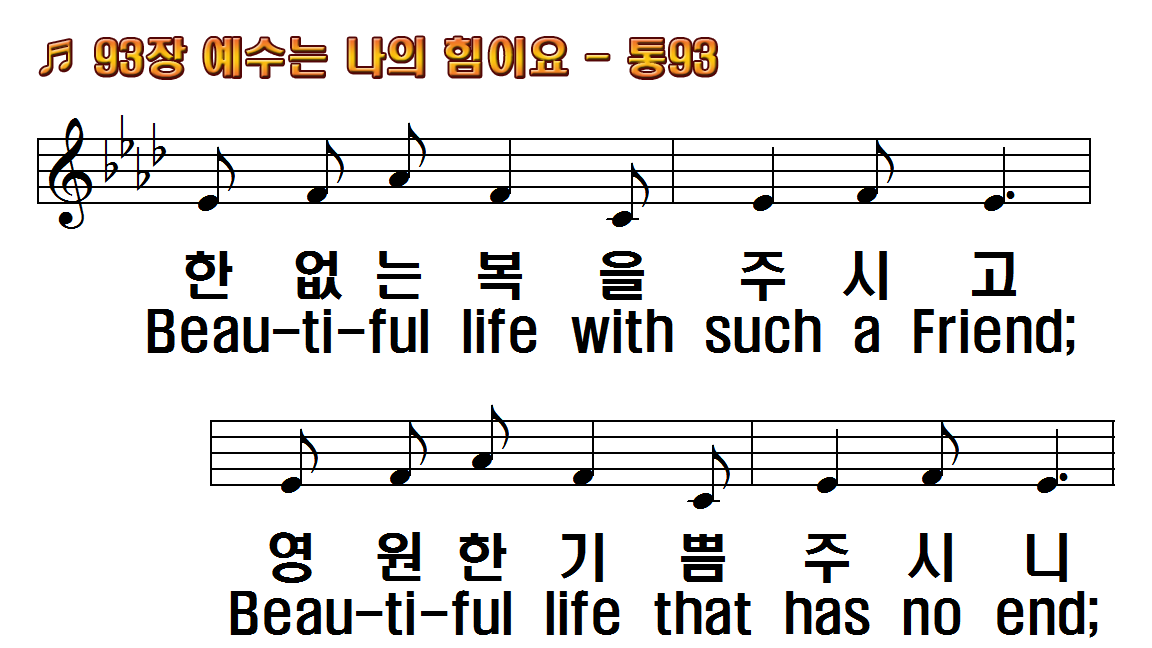 ♬ 93장 예수는 나의 힘이요 - 통93
한 없 는 복 을 주 시 고
Beau-ti-ful life with such a Friend;
영 원 한 기 쁨 주 시 니
Beau-ti-ful life that has no end;